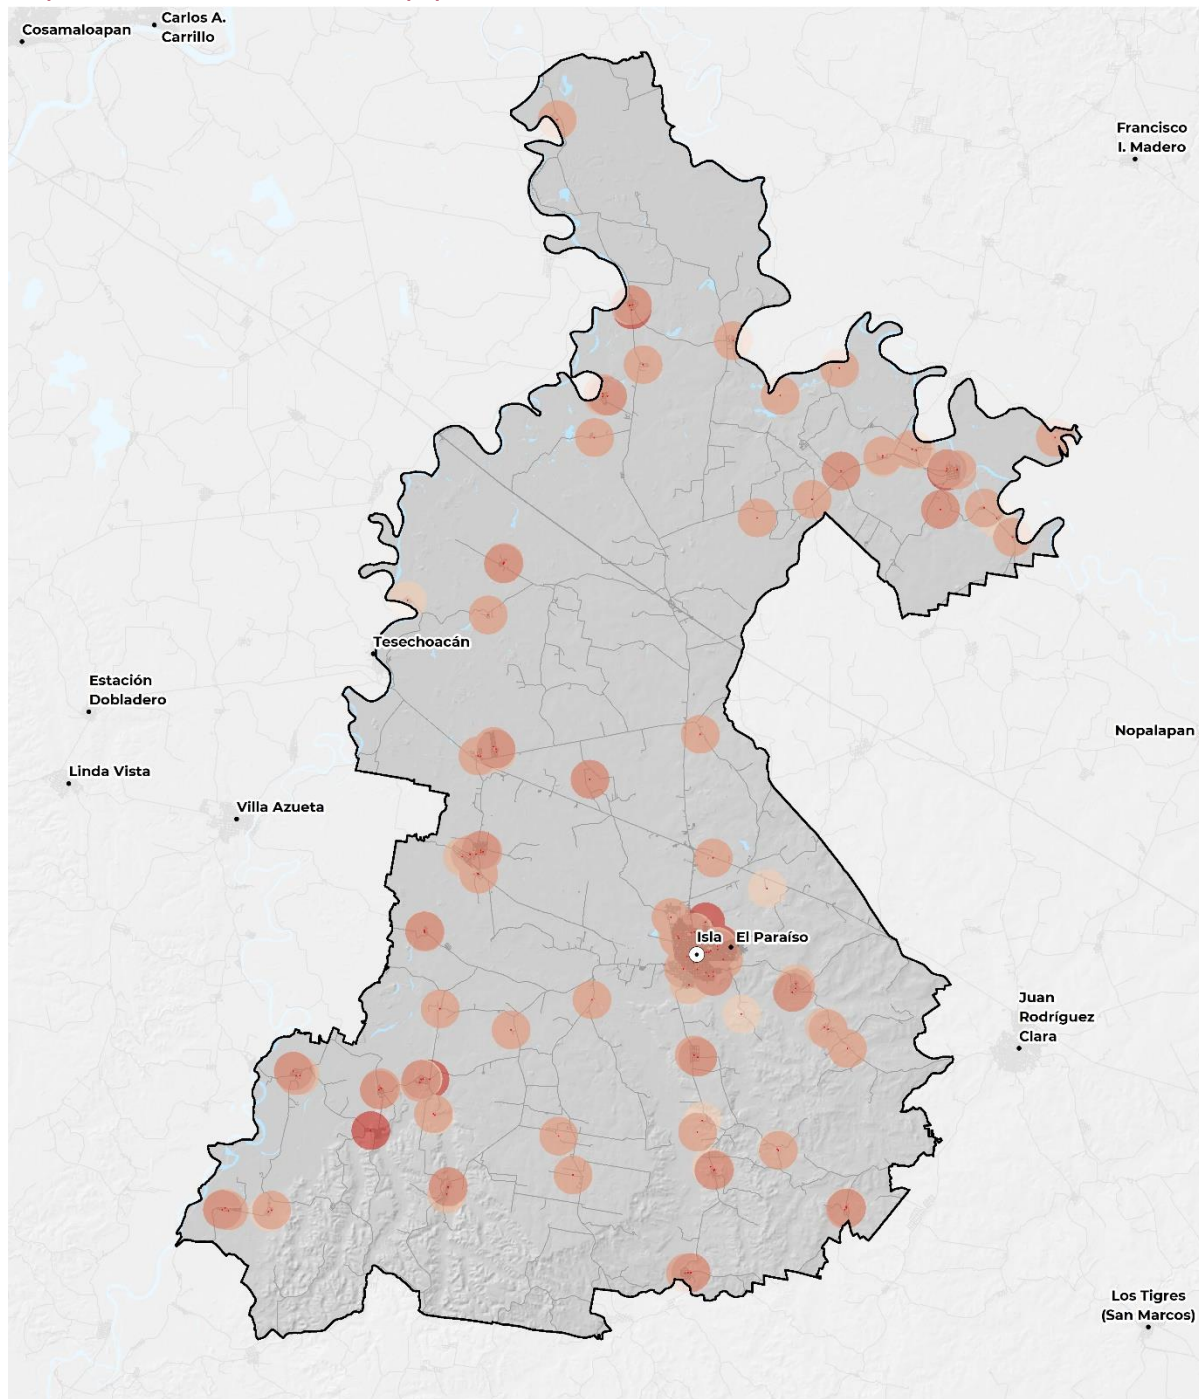 Cosamaloapan
Carlos A.
Carrillo
Francisco
I. Madero
Tesechoacán
Estación
Dobladero
Nopalapan
Linda Vista
Villa Azueta
Isla
El Paraíso
Juan
Rodríguez
Clara
Los Tigres
(San Marcos)